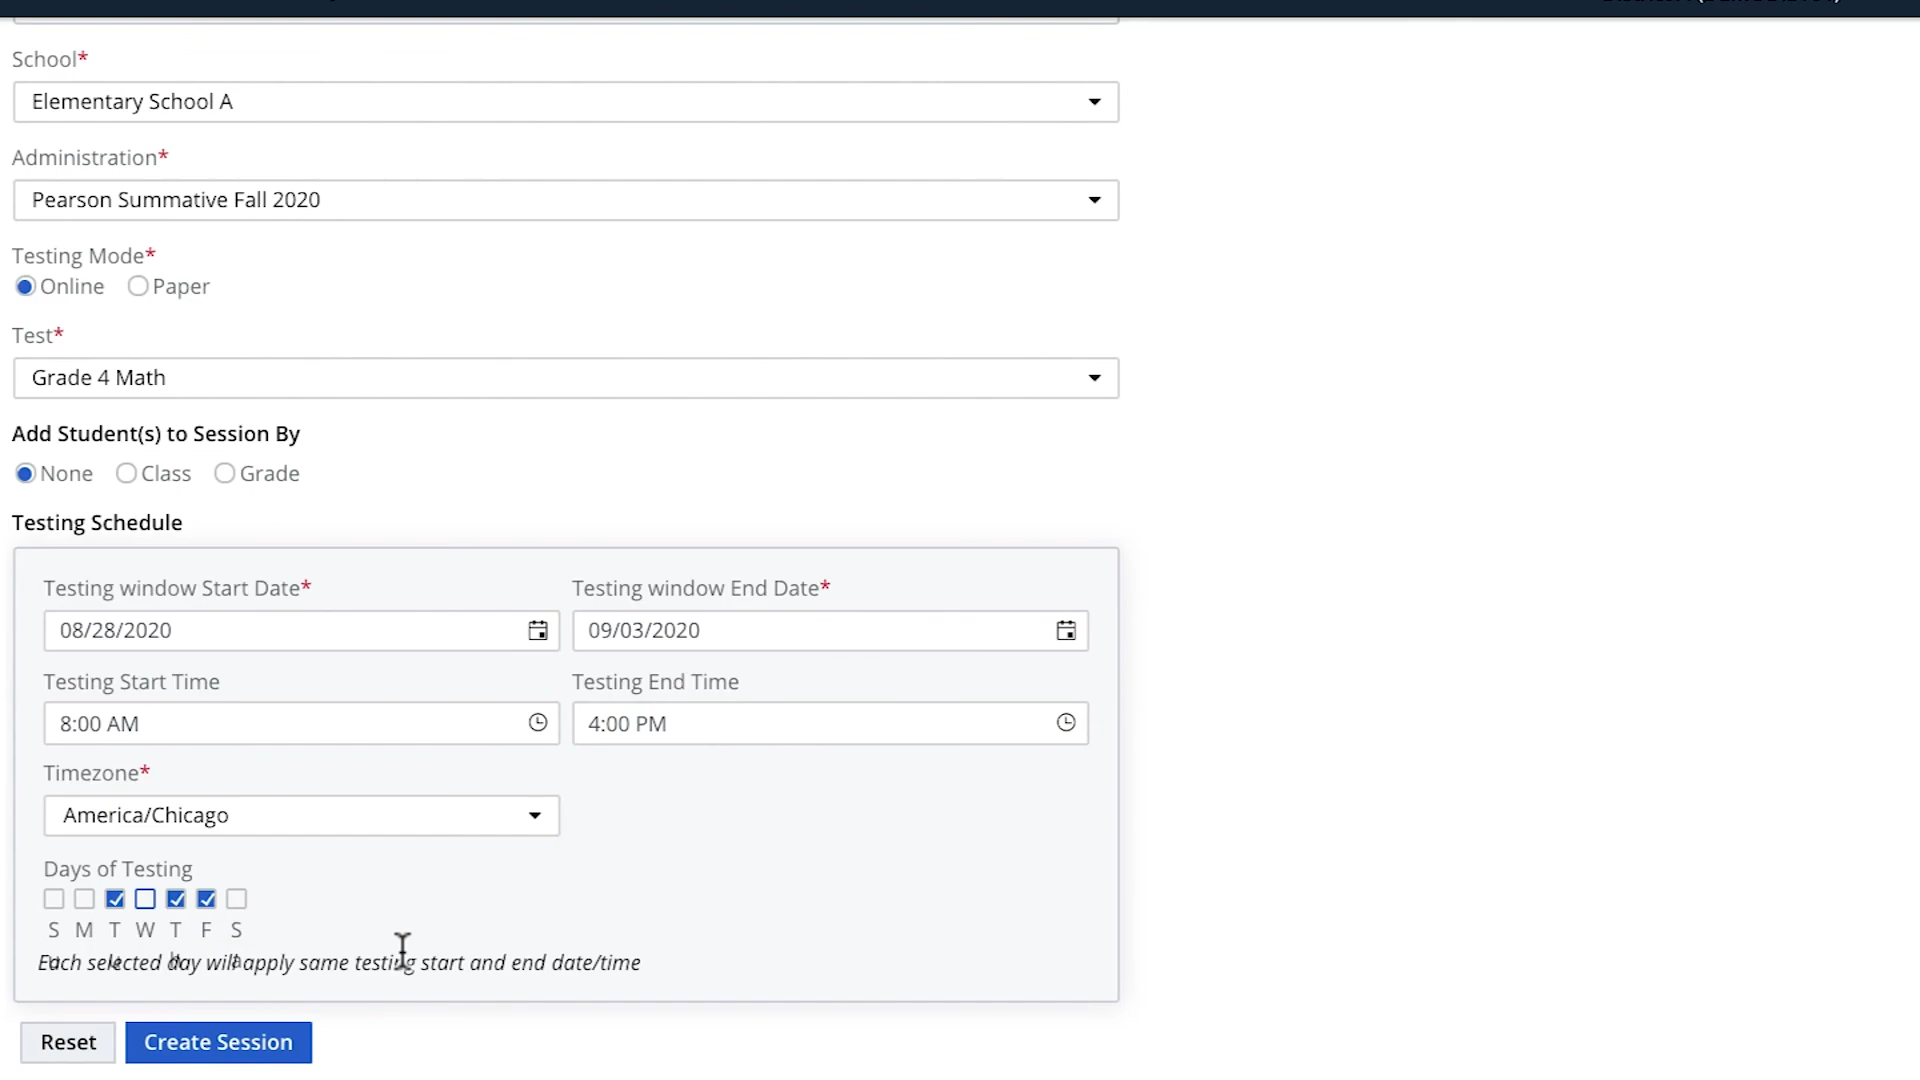 School*
Elementary School A
Administration*
Pearson Summative Fall 2020
Testing Mode*
Online Paper
Test*
Grade 4 Math
Add Student(s) to Session By
None Class Grade
Testing Schedule
Testing window Start Date* Testing window End Date*
08/28/2020 09/03/2020
Testing Start Time Testing End Time
8:00 AM 4:00 PM
Timezone*
America/Chicago
Days of Testing
S M T W T F S
Each selected day will apply same testing start and end date/time
Reset Create Session